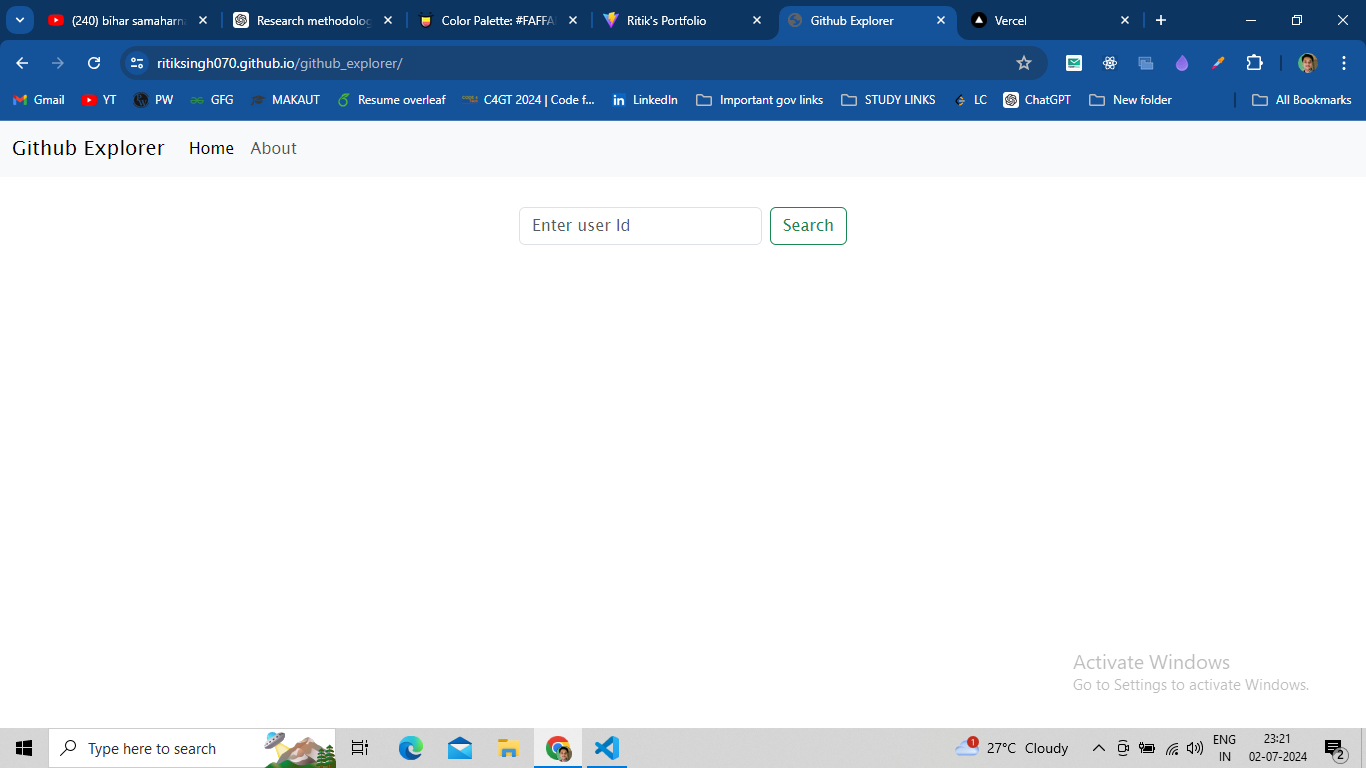 (240) bihar samaharna
Research methodolog
Color Palette: #FAFFA
Ritik's Portfolio
Github Explorer
Vercel
ritiksingh070.github.io/github_explorer/
Gmail YT PW GFG MAKAUT Resume overleaf C4GT 2024 | Code f... LinkedIn Important gov links STUDY LINKS LC ChatGPT New folder All Bookmarks
Github Explorer Home About
Enter user Id Search
Activate Windows
Go to Settings to activate Windows.
Type here to search
27°C Cloudy
ENG
IN
23:21
02-07-2024
2